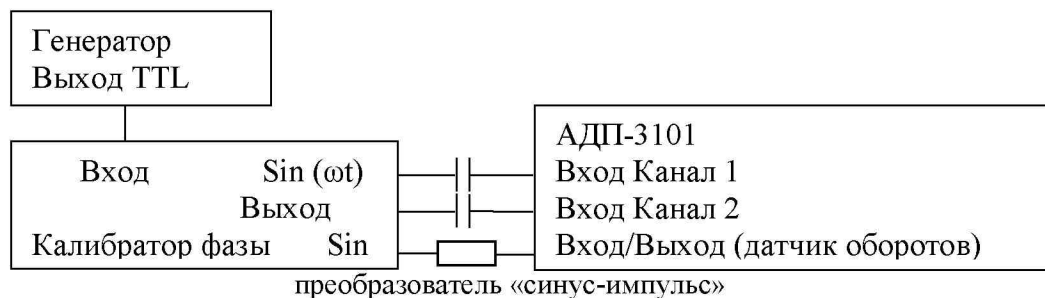 Генератор
Выход TTL
АДП-3101
Вход Sin (ωt)
Вход Канал 1
Выход
Вход Канал 2
Калибратор фазы Sin
Вход/Выход (датчик оборотов)
преобразователь «синус-импульс»